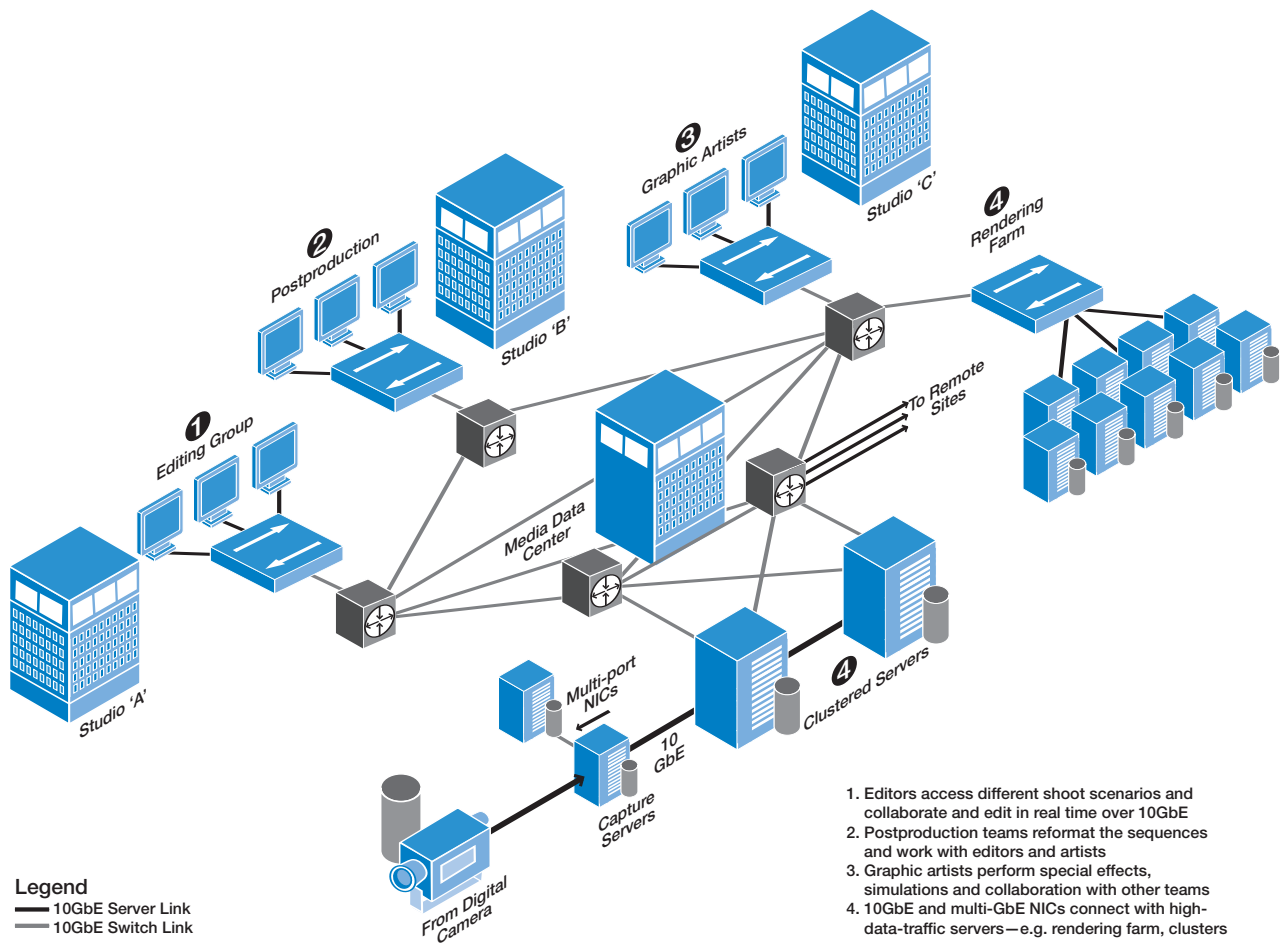 3
Graphic Artists
Studio ‘C’
4
Rendering
Farm
2
Postproduction
Studio ‘B’
To Remote
Sites
1
Editing Group
Media Data
Center
Studio ‘A’
Multi-port
NICs
4
Clustered Servers
10
GbE
Capture
Servers
From Digital
Camera
1. Editors access different shoot scenarios and
collaborate and edit in real time over 10GbE
2. Postproduction teams reformat the sequences
and work with editors and artists
3. Graphic artists perform special effects,
simulations and collaboration with other teams
4. 10GbE and multi-GbE NICs connect with high-
data-traffic servers—e.g. rendering farm, clusters
Legend
10GbE Server Link
10GbE Switch Link